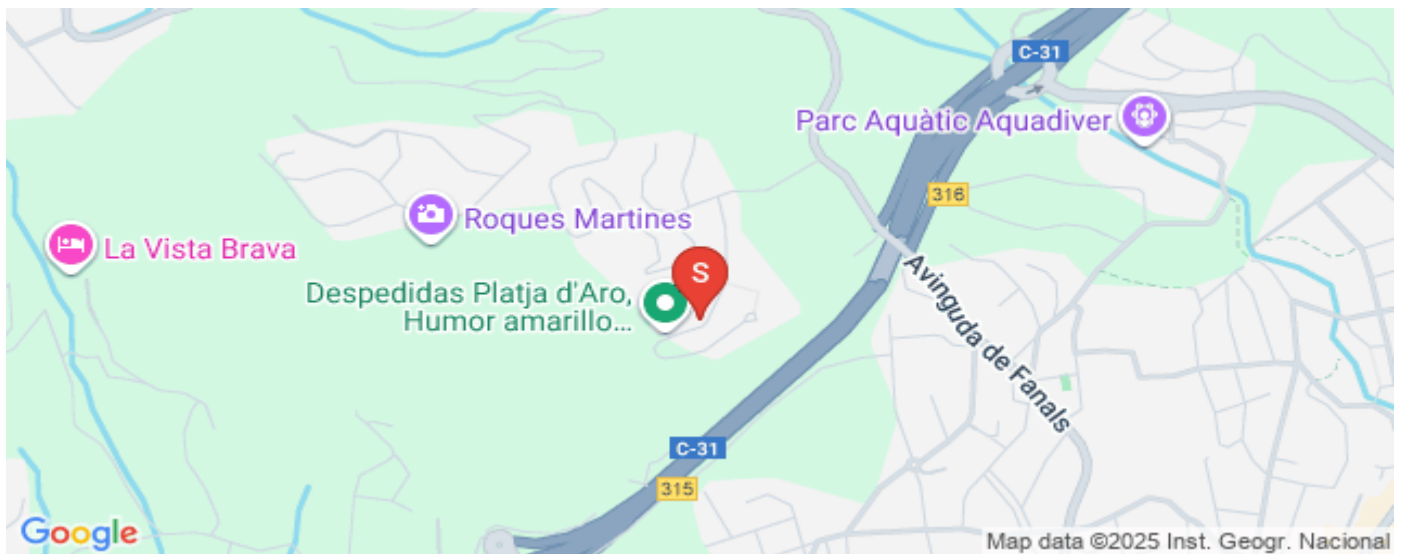 C-31
Parc Aquàtic Aquadiver
316
Roques Martines
La Vista Brava
S
Despedidas Platja d'Aro,
Humor amarillo...
Avinguda de Fanals
C-31
315
Google
Map data ©2025 Inst. Geogr. Nacional